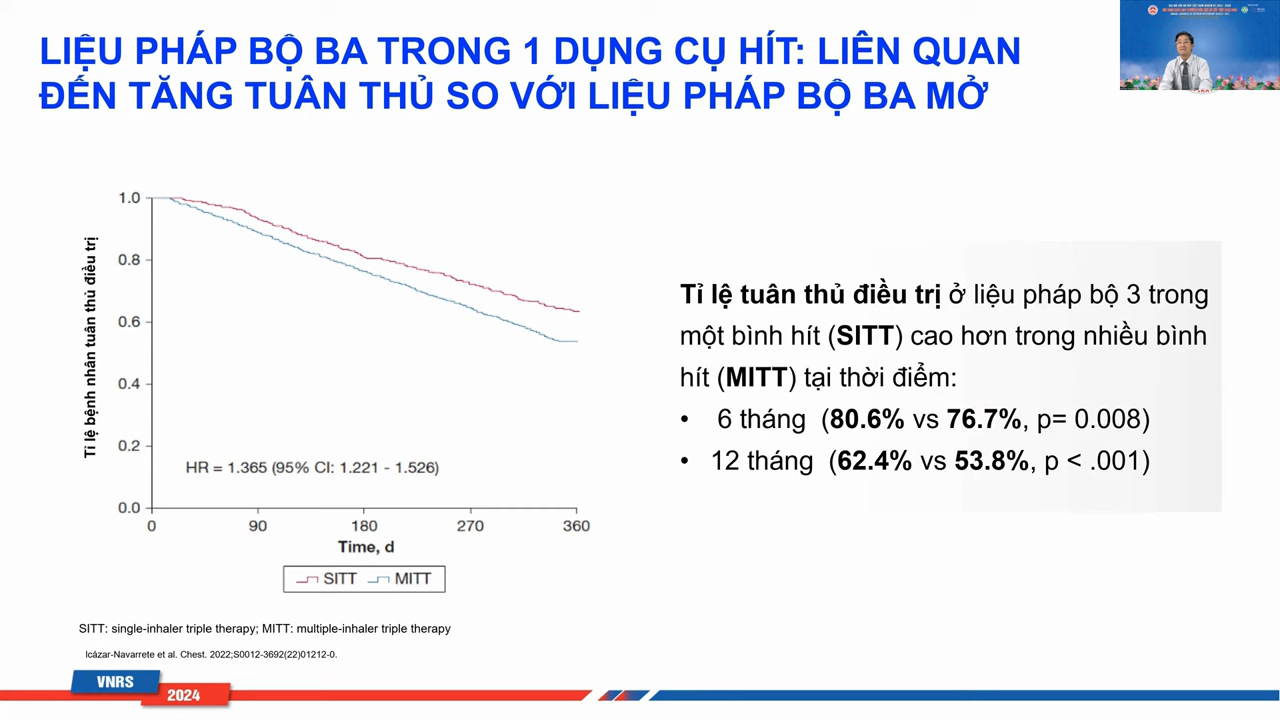 LIỆU PHÁP BỘ BA TRONG 1 DỤNG CỤ HÍT: LIÊN QUAN
ĐẾN TĂNG TUÂN THỦ SO VỚI LIỆU PHÁP BỘ BA MỞ
Tỉ lệ bệnh nhân tuân thủ điều trị
1.0
0.8
0.6
0.4
0.2
0.0
HR = 1.365 (95% CI: 1.221 - 1.526)
0 90 180 270 360
Time, d
SITT MITT
Tỉ lệ tuân thủ điều trị ở liệu pháp bộ 3 trong
một bình hít (SITT) cao hơn trong nhiều bình
hít (MITT) tại thời điểm:
• 6 tháng (80.6% vs 76.7%, p= 0.008)
• 12 tháng (62.4% vs 53.8%, p < .001)
SITT: single-inhaler triple therapy; MITT: multiple-inhaler triple therapy
Icázar-Navarrete et al. Chest. 2022;S0012-3692(22)01212-0.
VNRS
2024